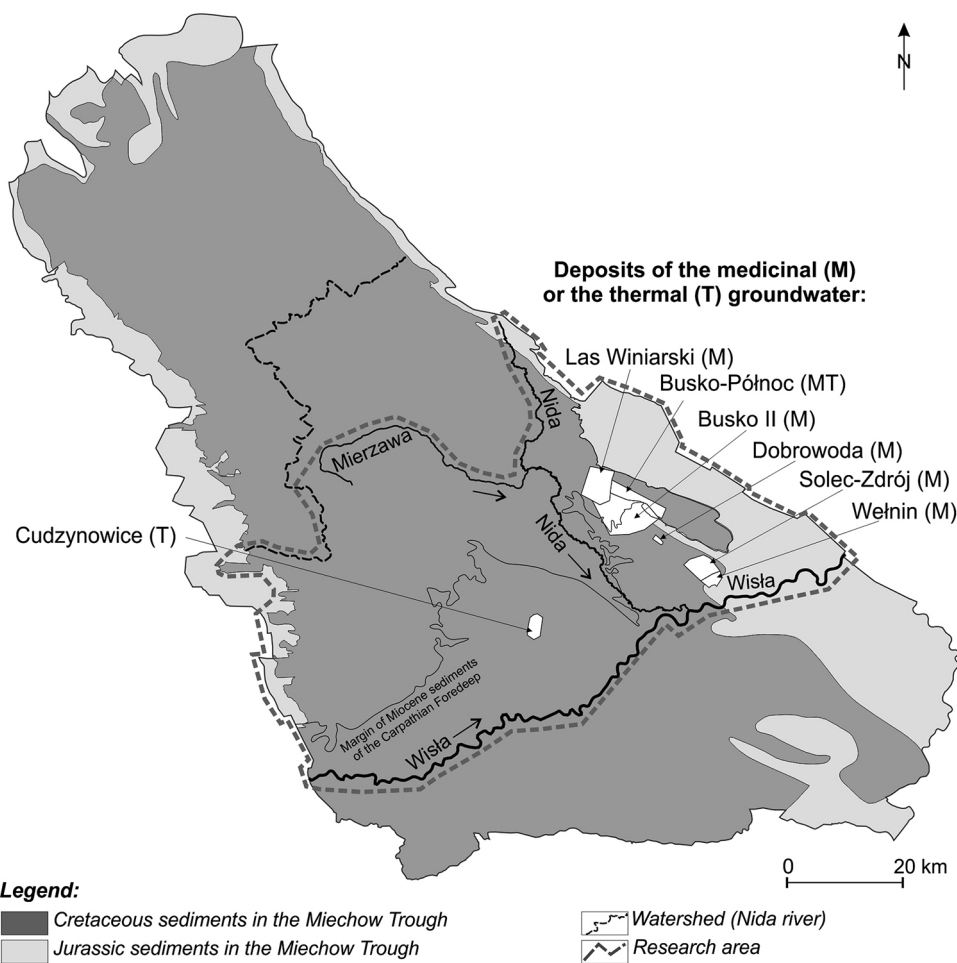 N
Deposits of the medicinal (M)
or the thermal (T) groundwater:
Las Winiarski (M)
Busko-Północ (MT)
Nida
Busko II (M)
Mierzawa
Dobrowoda (M)
Solec-Zdrój (M)
Wełnin (M)
Cudzynowice (T)
Nida
Wisła
Margin of Miocene sediments
of the Carpathian Foredeep
Wisła
0 20 km
Legend:
Cretaceous sediments in the Miechow Trough
Watershed (Nida river)
Jurassic sediments in the Miechow Trough
Research area